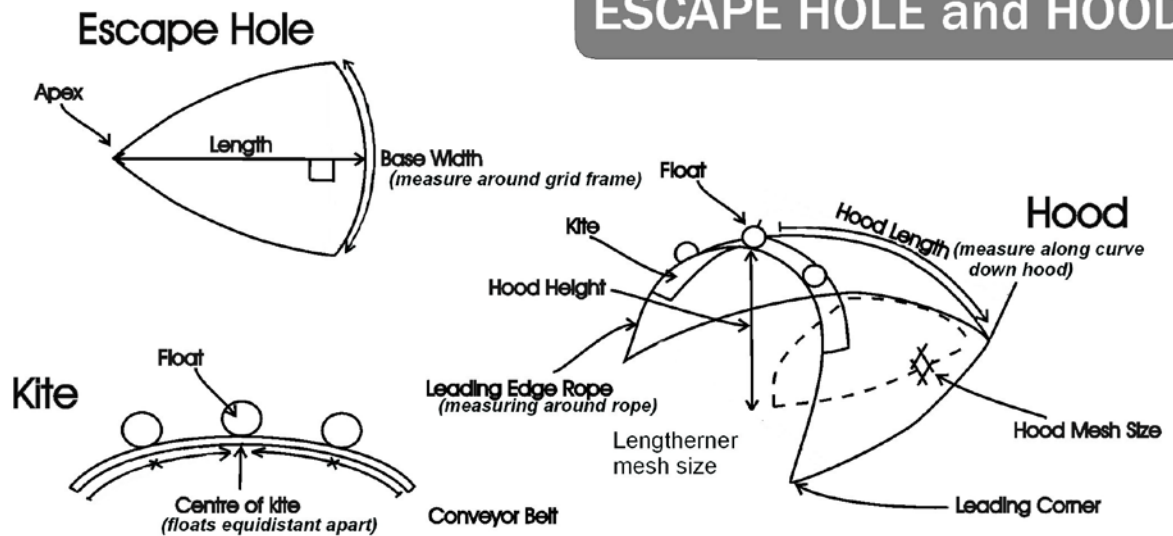 ESCAPE HOLE and HOOD
Escape Hole
Apex
Length
Base Width
(measure around grid frame)
Float
Kite
Hood Height
Hood Length
(measure along curve
down hood)
Hood
Leading Edge Rope
(measuring around rope)
Lengtherner
mesh size
Hood Mesh Size
Leading Corner
Kite
Float
Centre of kite
(floats equidistant apart)
Conveyor Belt